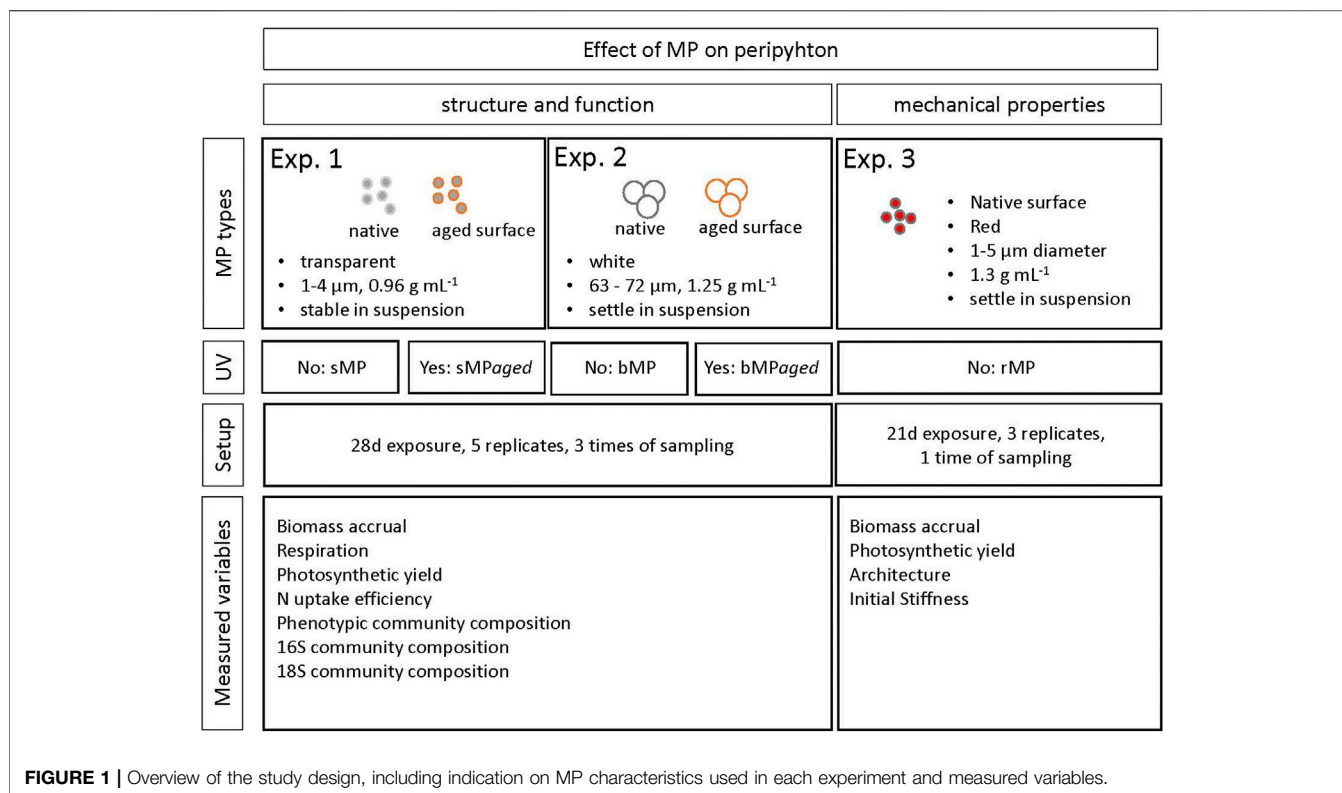 Effect of MP on peripyhton
structure and function
mechanical properties
MP types
Exp. 1
native
aged surface
• transparent
• 1-4 µm, 0.96 g mL⁻¹
• stable in suspension
Exp. 2
native
aged surface
• white
• 63 - 72 µm, 1.25 g mL⁻¹
• settle in suspension
Exp. 3
• Native surface
• Red
• 1-5 µm diameter
• 1.3 g mL⁻¹
• settle in suspension
UV
No: sMP
Yes: sMPaged
No: bMP
Yes: bMPaged
No: rMP
Setup
28d exposure, 5 replicates, 3 times of sampling
21d exposure, 3 replicates,
1 time of sampling
Measured variables
Biomass accrual
Respiration
Photosynthetic yield
N uptake efficiency
Phenotypic community composition
16S community composition
18S community composition
Biomass accrual
Photosynthetic yield
Architecture
Initial Stiffness
FIGURE 1 | Overview of the study design, including indication on MP characteristics used in each experiment and measured variables.